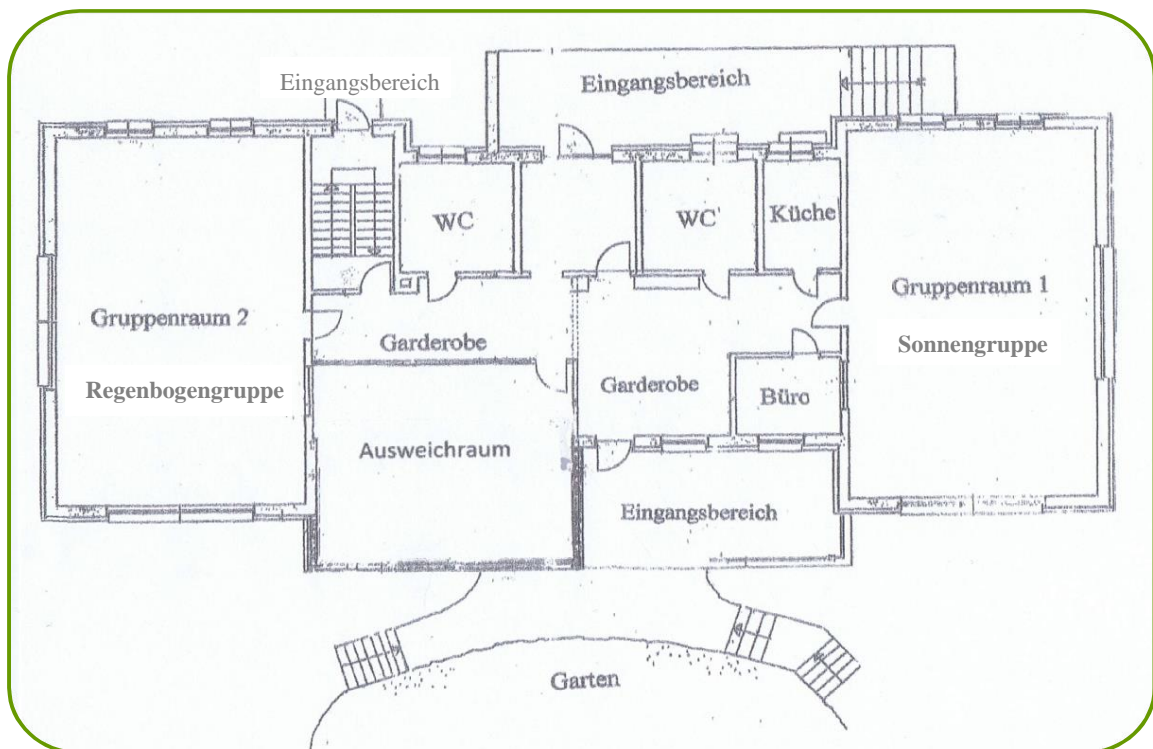 Eingangsbereich
Eingangsbereich
WC
WC
Küche
Gruppenraum 2
Regenbogengruppe
Garderobe
Gruppenraum 1
Sonnengruppe
Garderobe
Büro
Ausweichraum
Eingangsbereich
Garten